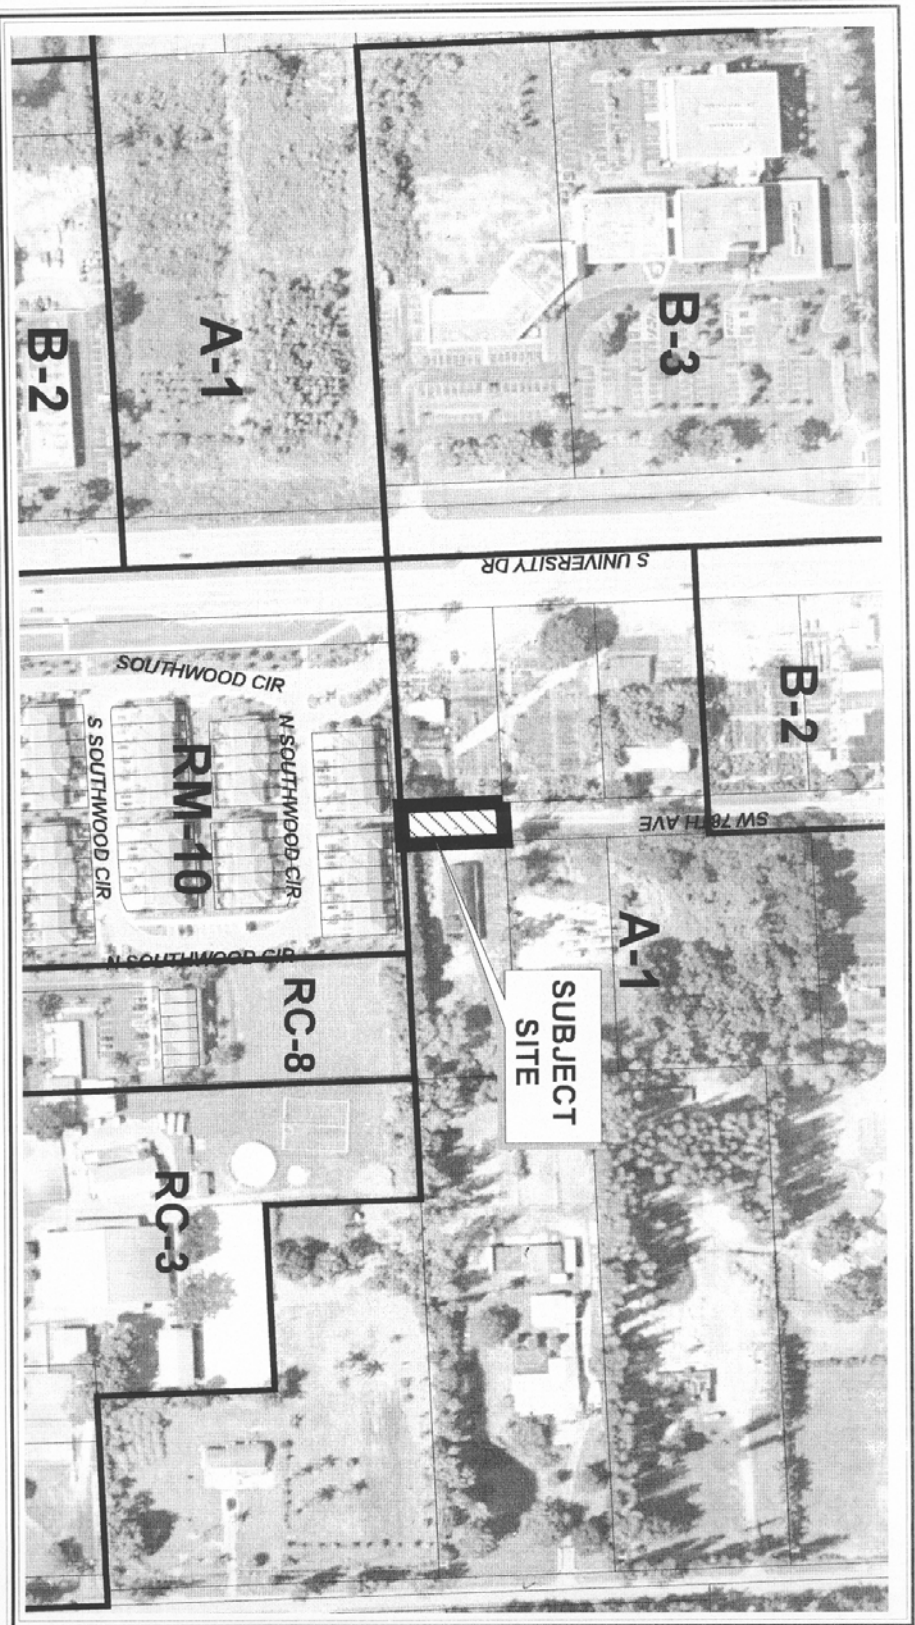 B-3
B-2
SW 78TH AVE
S UNIVERSITY DR
A-1
SUBJECT
SITE
A-1
B-2
SOUTHWOOD CIR
N SOUTHWOOD CIR
RM-10
S SOUTHWOOD CIR
N SOUTHWOOD CIR
RC-8
RC-3